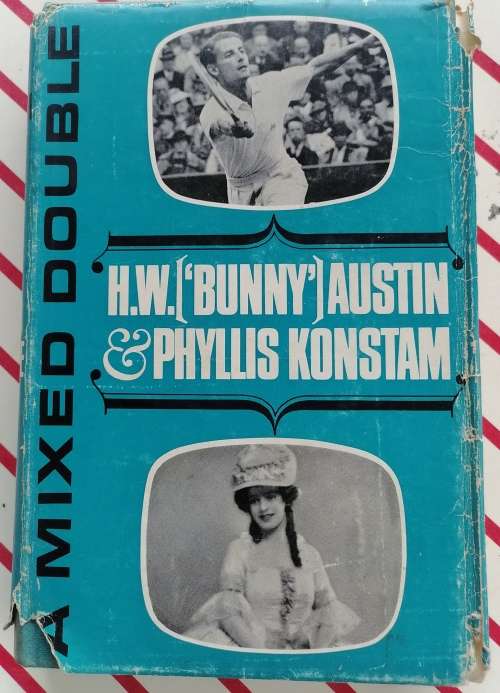 A MIXED DOUBLE
H.W.['BUNNY']AUSTIN
& PHYLLIS KONSTAM